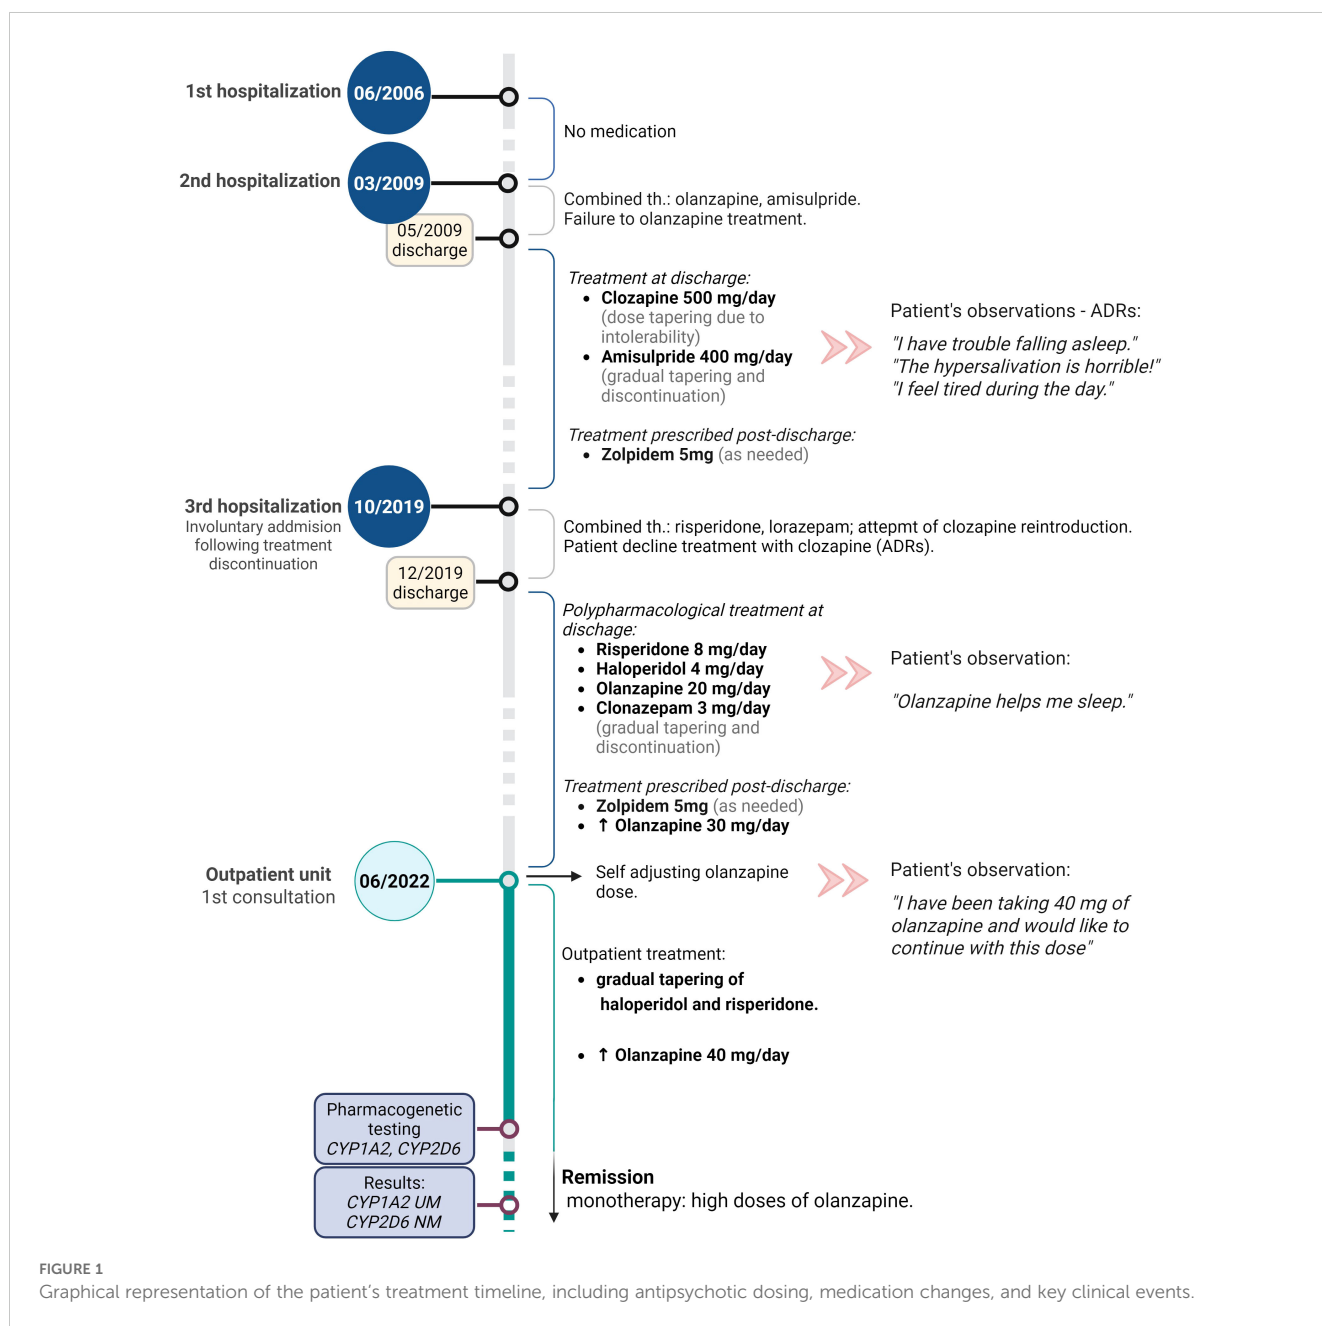 1st hospitalization
06/2006
No medication
2nd hospitalization
03/2009
Combined th.: olanzapine, amisulpride.
Failure to olanzapine treatment.
05/2009
discharge
Treatment at discharge:
• Clozapine 500 mg/day
(dose tapering due to
intolerability)
• Amisulpride 400 mg/day
(gradual tapering and
discontinuation)
Patient's observations - ADRs:
"I have trouble falling asleep."
"The hypersalivation is horrible!"
"I feel tired during the day."
Treatment prescribed post-discharge:
• Zolpidem 5mg (as needed)
3rd hopsitalization
Involuntary addmision
following treatment
discontinuation
10/2019
Combined th.: risperidone, lorazepam; attepmt of clozapine reintroduction.
Patient decline treatment with clozapine (ADRs).
12/2019
discharge
Polypharmacological treatment at
dischage:
• Risperidone 8 mg/day
• Haloperidol 4 mg/day
• Olanzapine 20 mg/day
• Clonazepam 3 mg/day
(gradual tapering and
discontinuation)
Patient's observation:
"Olanzapine helps me sleep."
Treatment prescribed post-discharge:
• Zolpidem 5mg (as needed)
• ↑ Olanzapine 30 mg/day
Outpatient unit
1st consultation
06/2022
Self adjusting olanzapine
dose.
Patient's observation:
"I have been taking 40 mg of
olanzapine and would like to
continue with this dose"
Outpatient treatment:
• gradual tapering of
haloperidol and risperidone.
• ↑ Olanzapine 40 mg/day
Pharmacogenetic
testing
CYP1A2, CYP2D6
Results:
CYP1A2 UM
CYP2D6 NM
Remission
monotherapy: high doses of olanzapine.
FIGURE 1
Graphical representation of the patient's treatment timeline, including antipsychotic dosing, medication changes, and key clinical events.